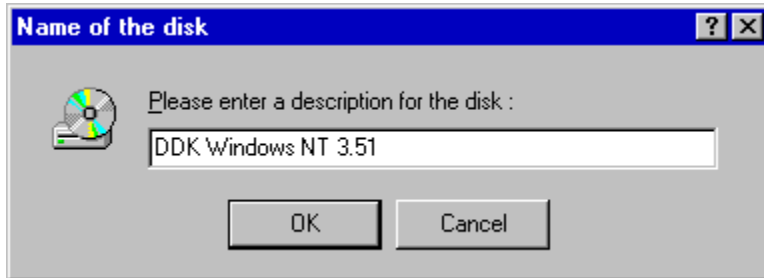 Name of the disk
Please enter a description for the disk :
DDK Windows NT 3.51
OK Cancel